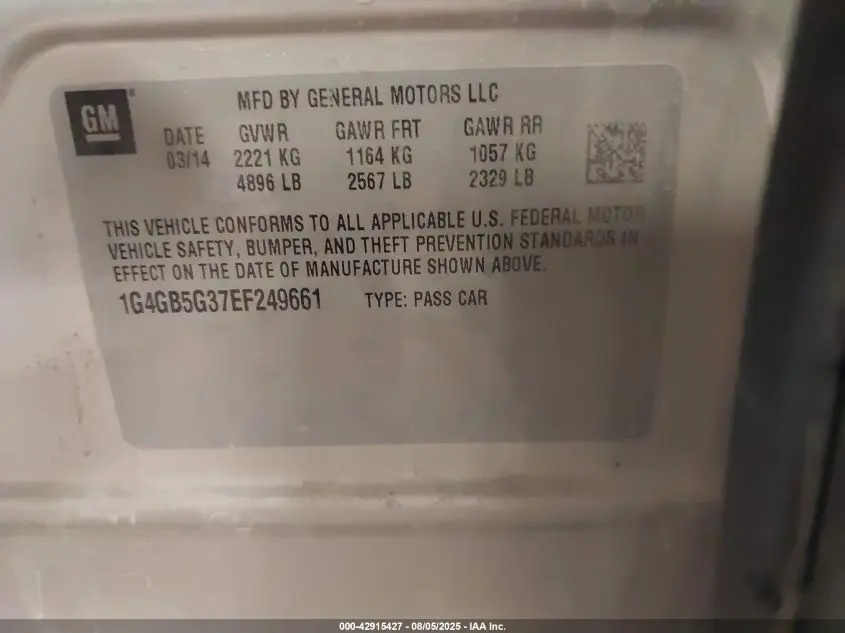 GM
MFD BY GENERAL MOTORS LLC
DATE GVWR GAWR FRT GAWR RR
03/14 2221 KG 1164 KG 1057 KG
4896 LB 2567 LB 2329 LB
THIS VEHICLE CONFORMS TO ALL APPLICABLE U.S. FEDERAL MOTOR
VEHICLE SAFETY, BUMPER, AND THEFT PREVENTION STANDARDS IN
EFFECT ON THE DATE OF MANUFACTURE SHOWN ABOVE.
1G4GB5G37EF249661 TYPE: PASS CAR
000-42915427 - 08/05/2025 - IAA Inc.